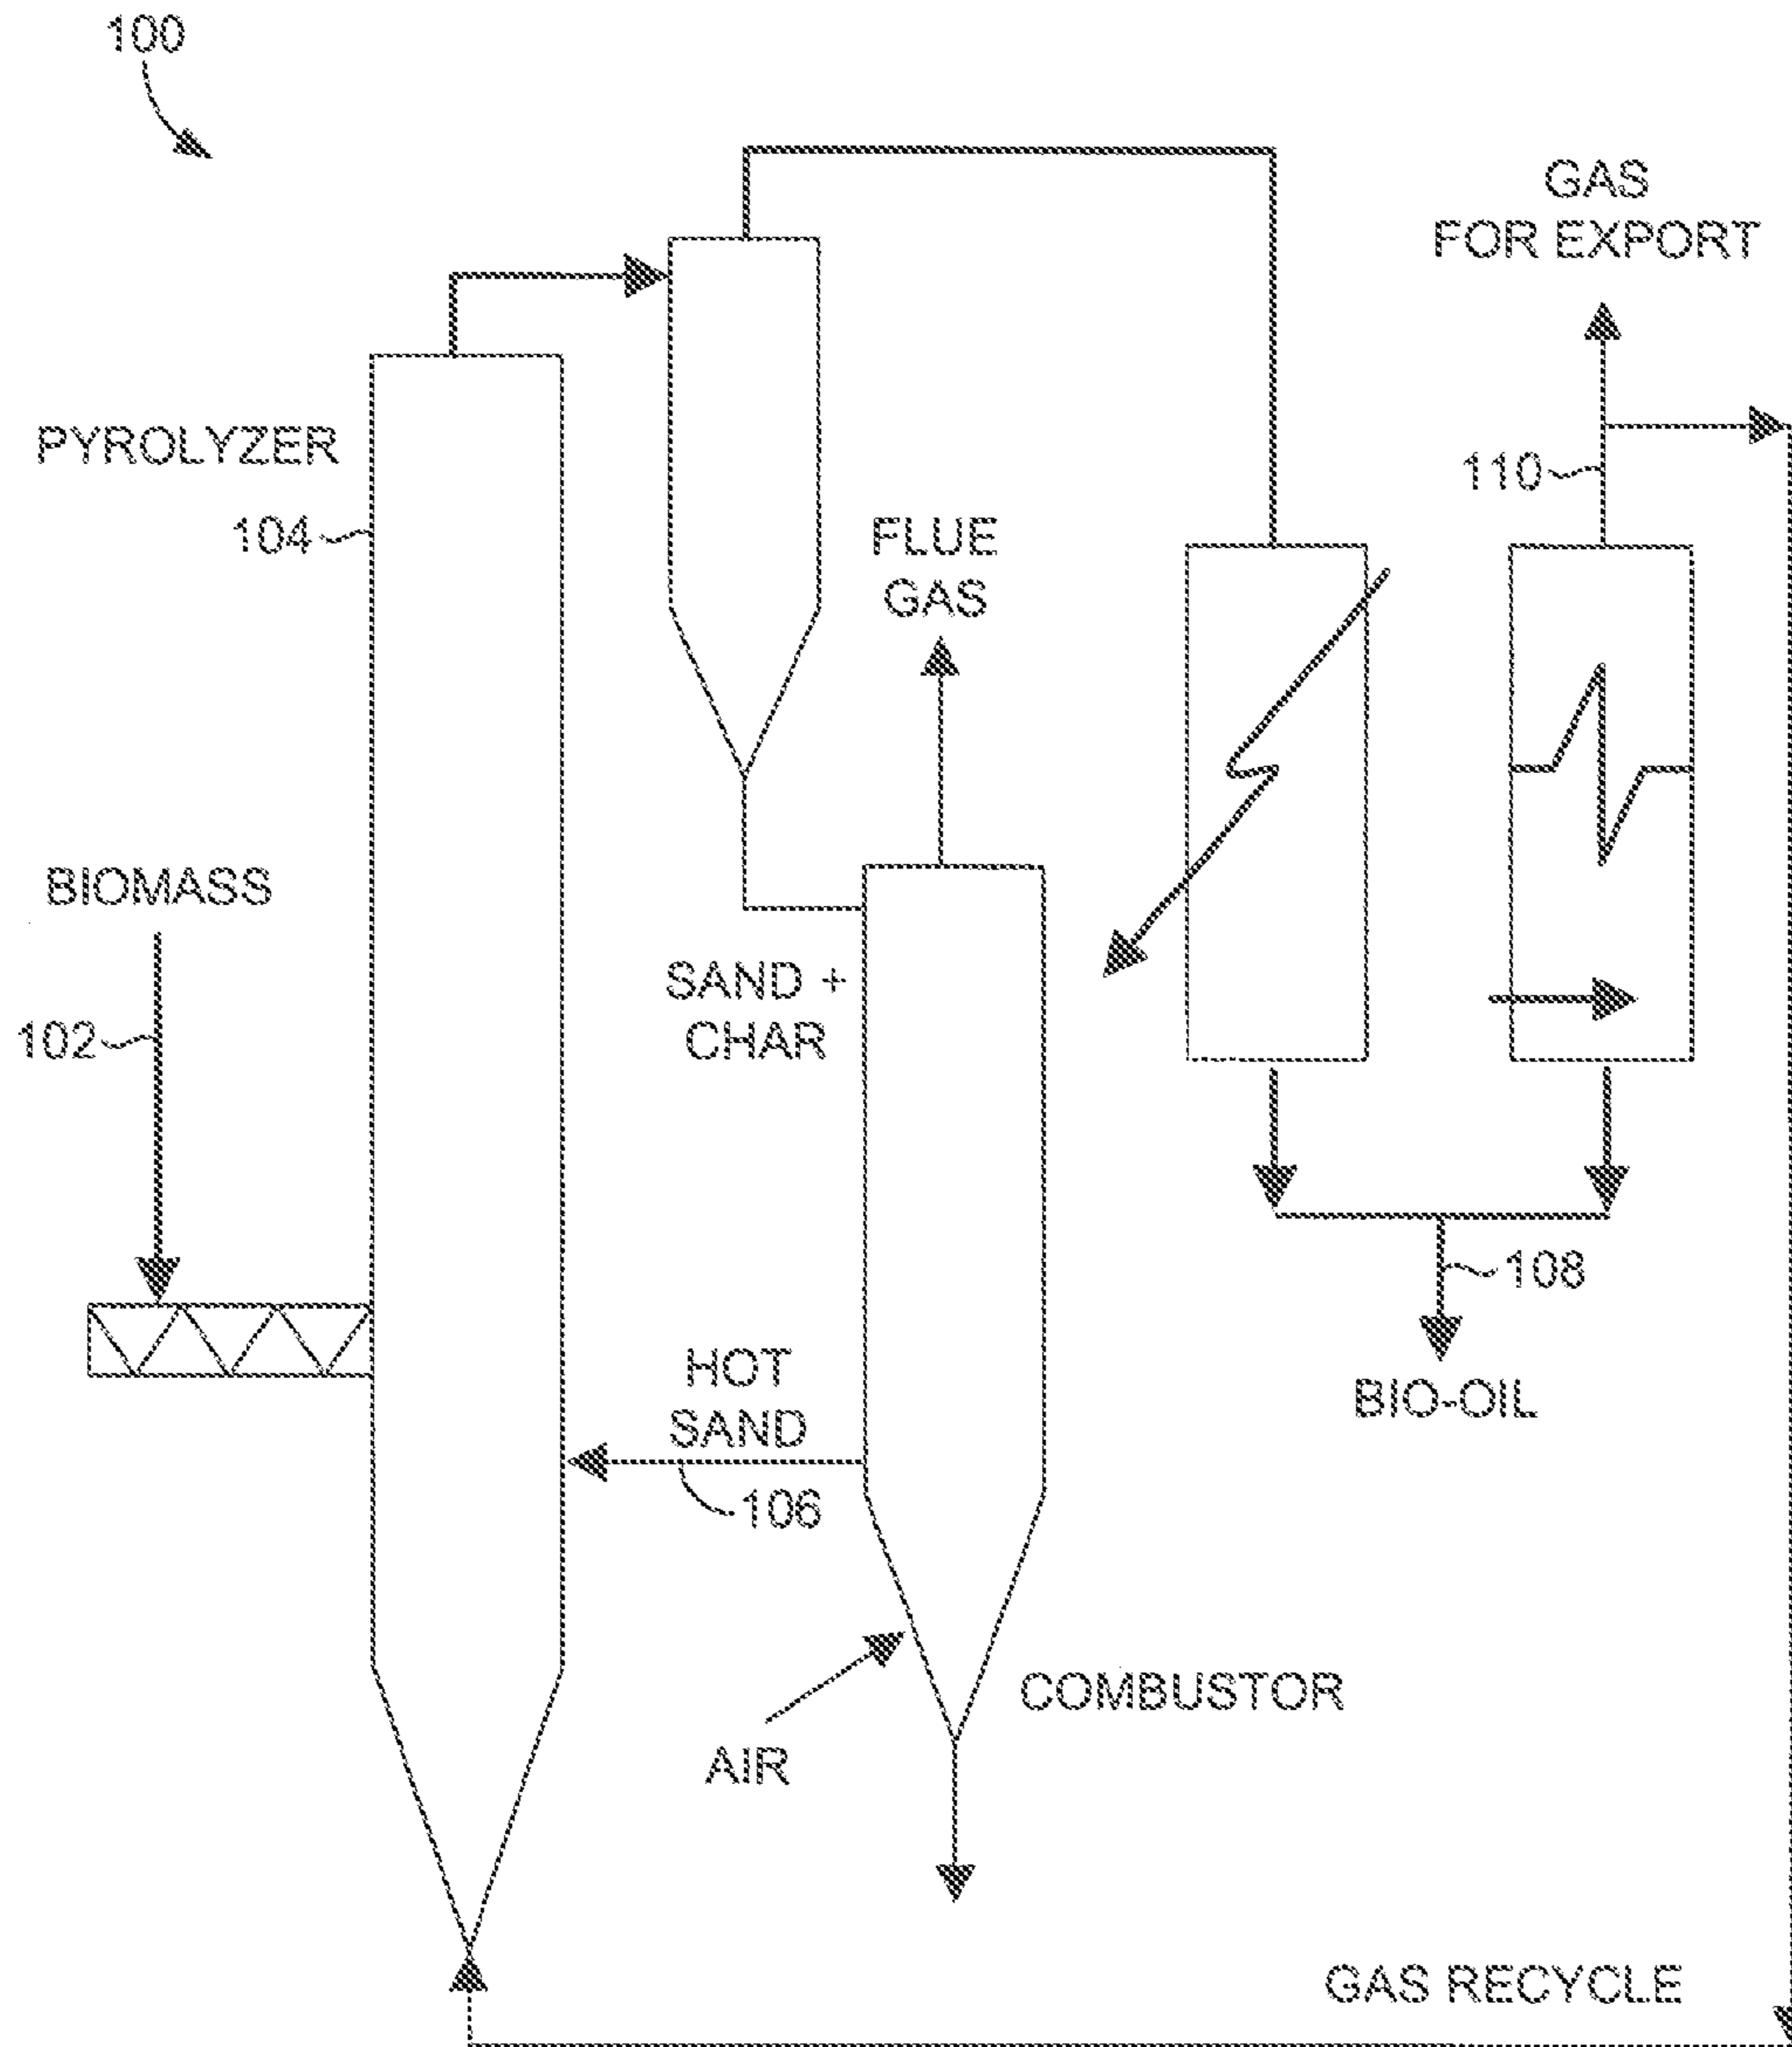 100
GAS
FOR EXPORT
PYROLYZER
110
104
FLUE
GAS
BIOMASS
SAND +
CHAR
102
108
HOT
SAND
BIO-OIL
106
COMBUSTOR
AIR
GAS RECYCLE